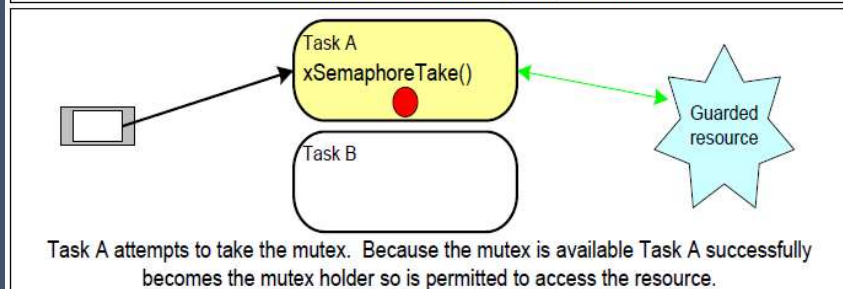 Task A
xSemaphoreTake()
Guarded
resource
Task B
Task A attempts to take the mutex. Because the mutex is available Task A successfully
becomes the mutex holder so is permitted to access the resource.